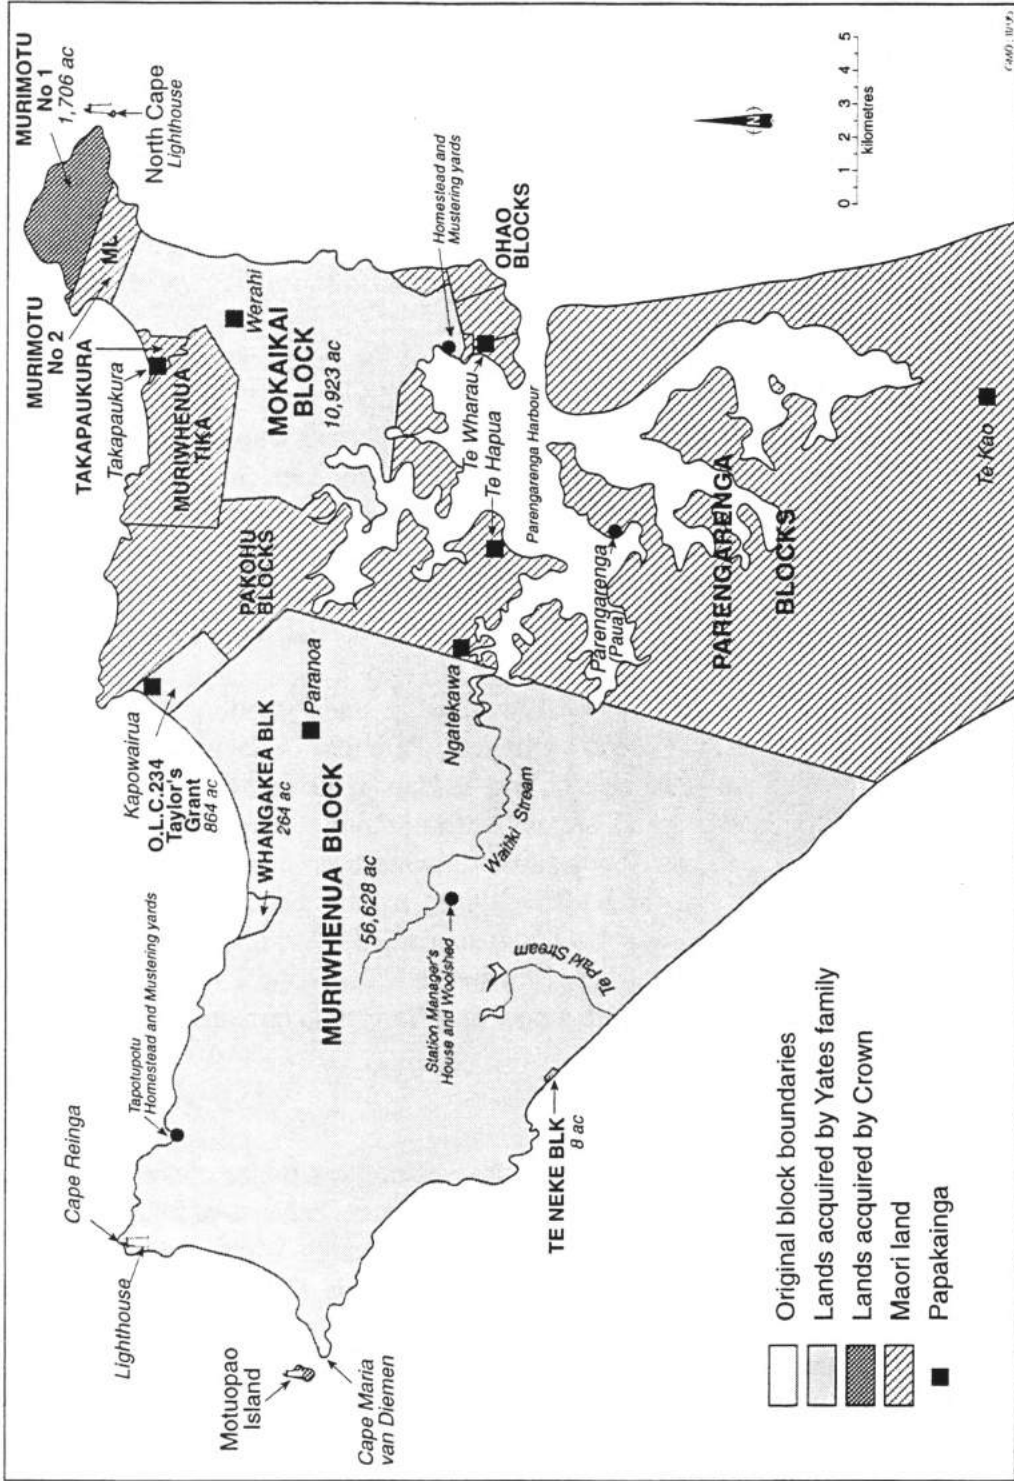 Cape Reinga
Lighthouse
Motuopao
Island
Cape Maria
van Diemen
Tapotupotu
Homestead and Mustering yards
Kapowairua
O.L.C.234
Taylor's
Grant
864 ac
WHANGAKEA BLK
264 ac
Paranoa
MURIWHENUA BLOCK
56,628 ac
Station Manager's
House and Woolshed
Waitiki Stream
Te Paki Stream
TE NEKE BLK
8 ac
Ngatekawa
PAKOHU
BLOCKS
MURIMOTU
No 2
TAKAPAUKURA
Takapaukura
MURIWHENUA
TIKA
MURIMOTU
No 1
1,706 ac
North Cape
Lighthouse
ML
Werahi
MOKAIKAI
BLOCK
10,923 ac
Homestead and
Mustering yards
OHAO
BLOCKS
Te Wharau
Te Hapua
Parengarenga Harbour
Parengarenga
Paua
PARENGARENGA
BLOCKS
Te Kao
N
0 1 2 3 4 5
kilometres
Original block boundaries
Lands acquired by Yates family
Lands acquired by Crown
Maori land
Papakainga